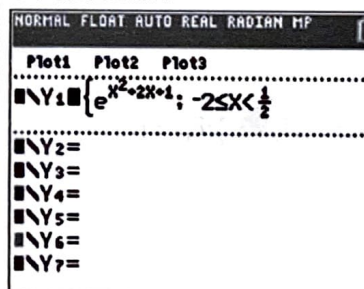 NORMAL FLOAT AUTO REAL RADIAN MP
Plot1 Plot2 Plot3
\Y₁={e^(X²+2X+1); -2≤X<1/2
\Y₂=
\Y₃=
\Y₄=
\Y₅=
\Y₆=
\Y₇=